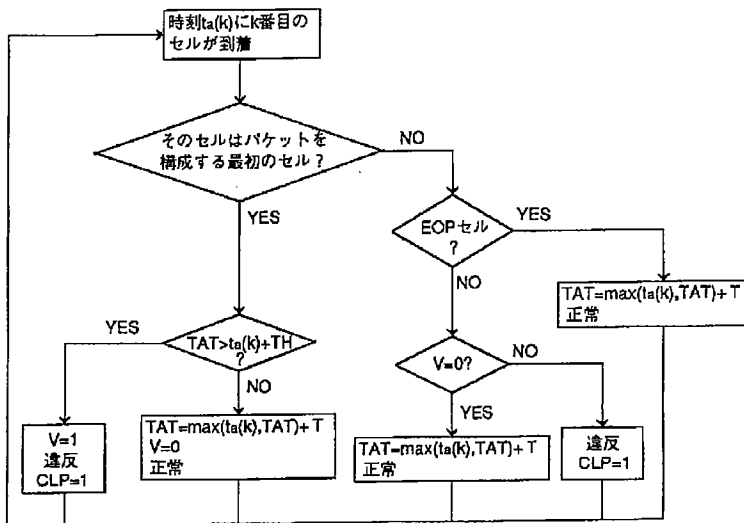 時刻ta(k)にk番目の
セルが到着
そのセルはパケットを
構成する最初のセル?
NO
YES
EOPセル
?
YES
NO
TAT=max(ta(k),TAT)+T
正常
YES
TAT>ta(k)+TH
?
NO
V=0?
NO
YES
V=1
違反
CLP=1
TAT=max(ta(k),TAT)+T
V=0
正常
TAT=max(ta(k),TAT)+T
正常
違反
CLP=1